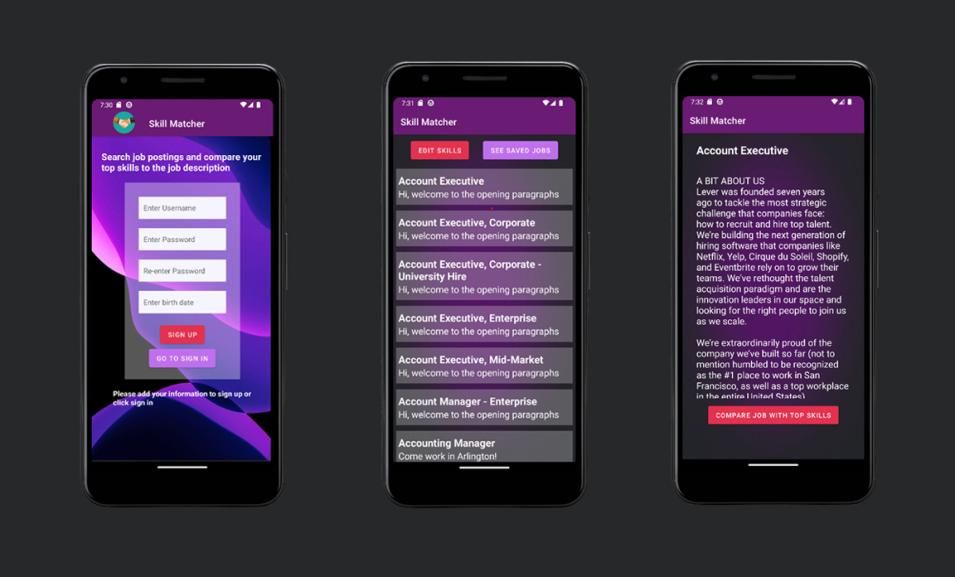 7:30
Skill Matcher
Search job postings and compare your
top skills to the job description
Enter Username
Enter Password
Re-enter Password
Enter birth date
SIGN UP
GO TO SIGN IN
Please add your information to sign up or
click sign in
7:31
Skill Matcher
EDIT SKILLS
SEE SAVED JOBS
Account Executive
Hi, welcome to the opening paragraphs
Account Executive, Corporate
Hi, welcome to the opening paragraphs
Account Executive, Corporate -
University Hire
Hi, welcome to the opening paragraphs
Account Executive, Enterprise
Hi, welcome to the opening paragraphs
Account Executive, Mid-Market
Hi, welcome to the opening paragraphs
Account Manager - Enterprise
Hi, welcome to the opening paragraphs
Accounting Manager
Come work in Arlington!
7:32
Skill Matcher
Account Executive
A BIT ABOUT US
Lever was founded seven years
ago to tackle the most strategic
challenge that companies face:
how to recruit and hire top talent.
We're building the next generation of
hiring software that companies like
Netflix, Yelp, Cirque du Soleil, Shopify,
and Eventbrite rely on to grow their
teams. We've rethought the talent
acquisition paradigm and are the
innovation leaders in our space and
looking for the right people to join us
as we scale.
We're extraordinarily proud of the
company we've built so far (not to
mention humbled to be recognized
as the #1 place to work in San
Francisco, as well as a top workplace
in the entire United States)
COMPARE JOB WITH TOP SKILLS